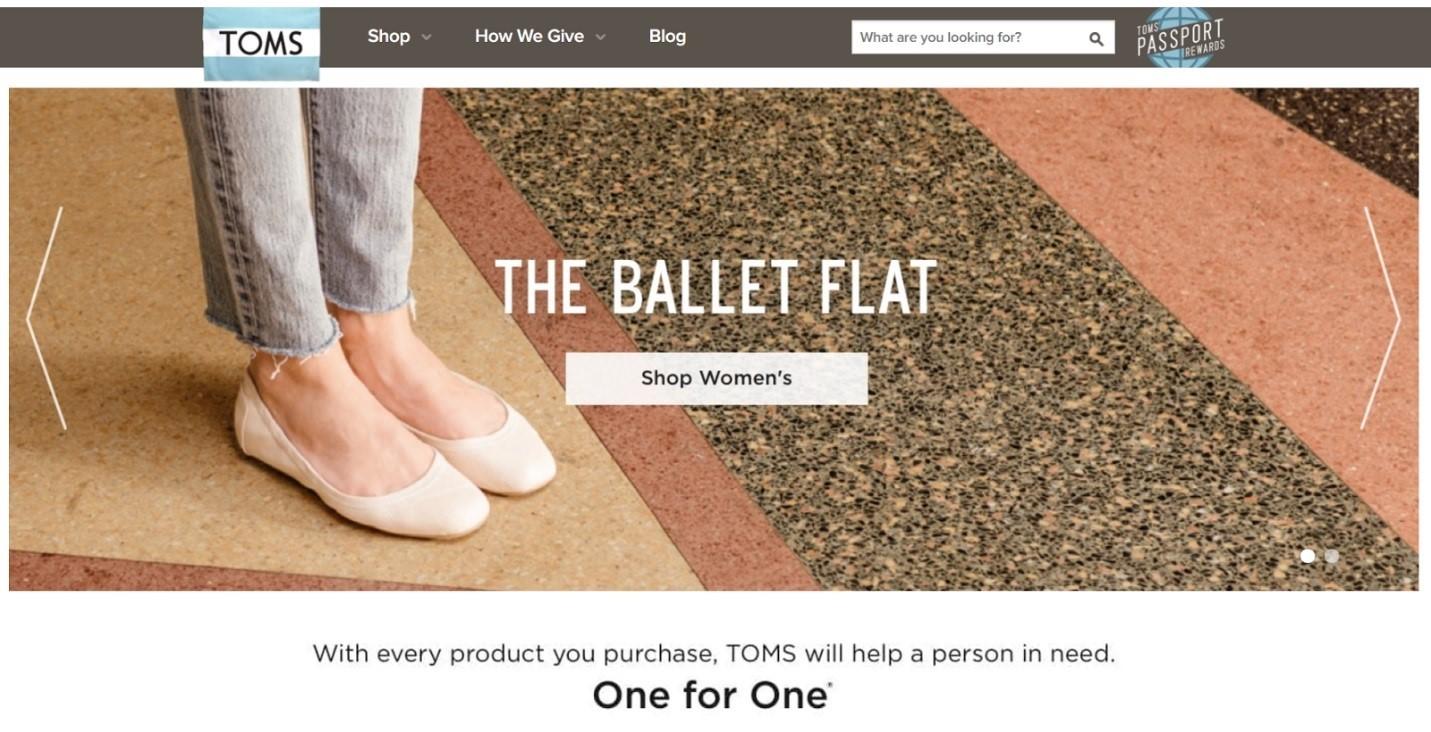 TOMS
Shop
How We Give
Blog
What are you looking for?
TOMS
PASSPORT
REWARDS
THE BALLET FLAT
Shop Women's
With every product you purchase, TOMS will help a person in need.
One for One®